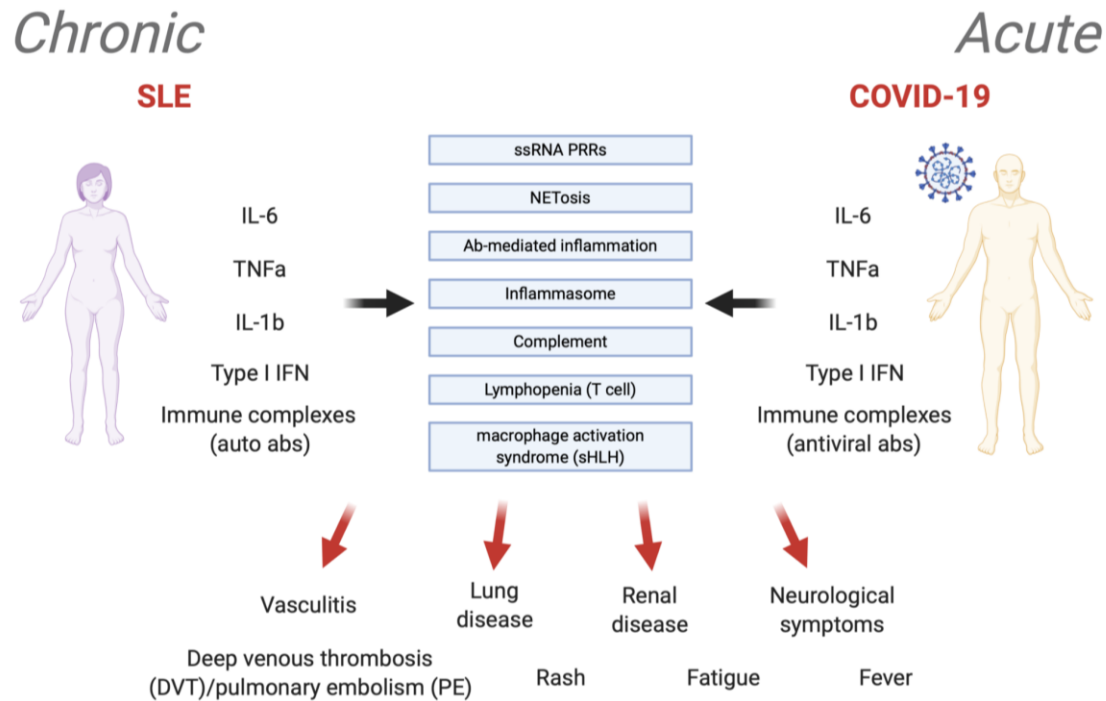 Chronic
Acute
SLE
COVID-19
IL-6
TNFa
IL-1b
Type I IFN
Immune complexes
(auto abs)
ssRNA PRRs
NETosis
Ab-mediated inflammation
Inflammasome
Complement
Lymphopenia (T cell)
macrophage activation
syndrome (sHLH)
IL-6
TNFa
IL-1b
Type I IFN
Immune complexes
(antiviral abs)
Vasculitis
Lung
disease
Renal
disease
Neurological
symptoms
Deep venous thrombosis
(DVT)/pulmonary embolism (PE)
Rash
Fatigue
Fever